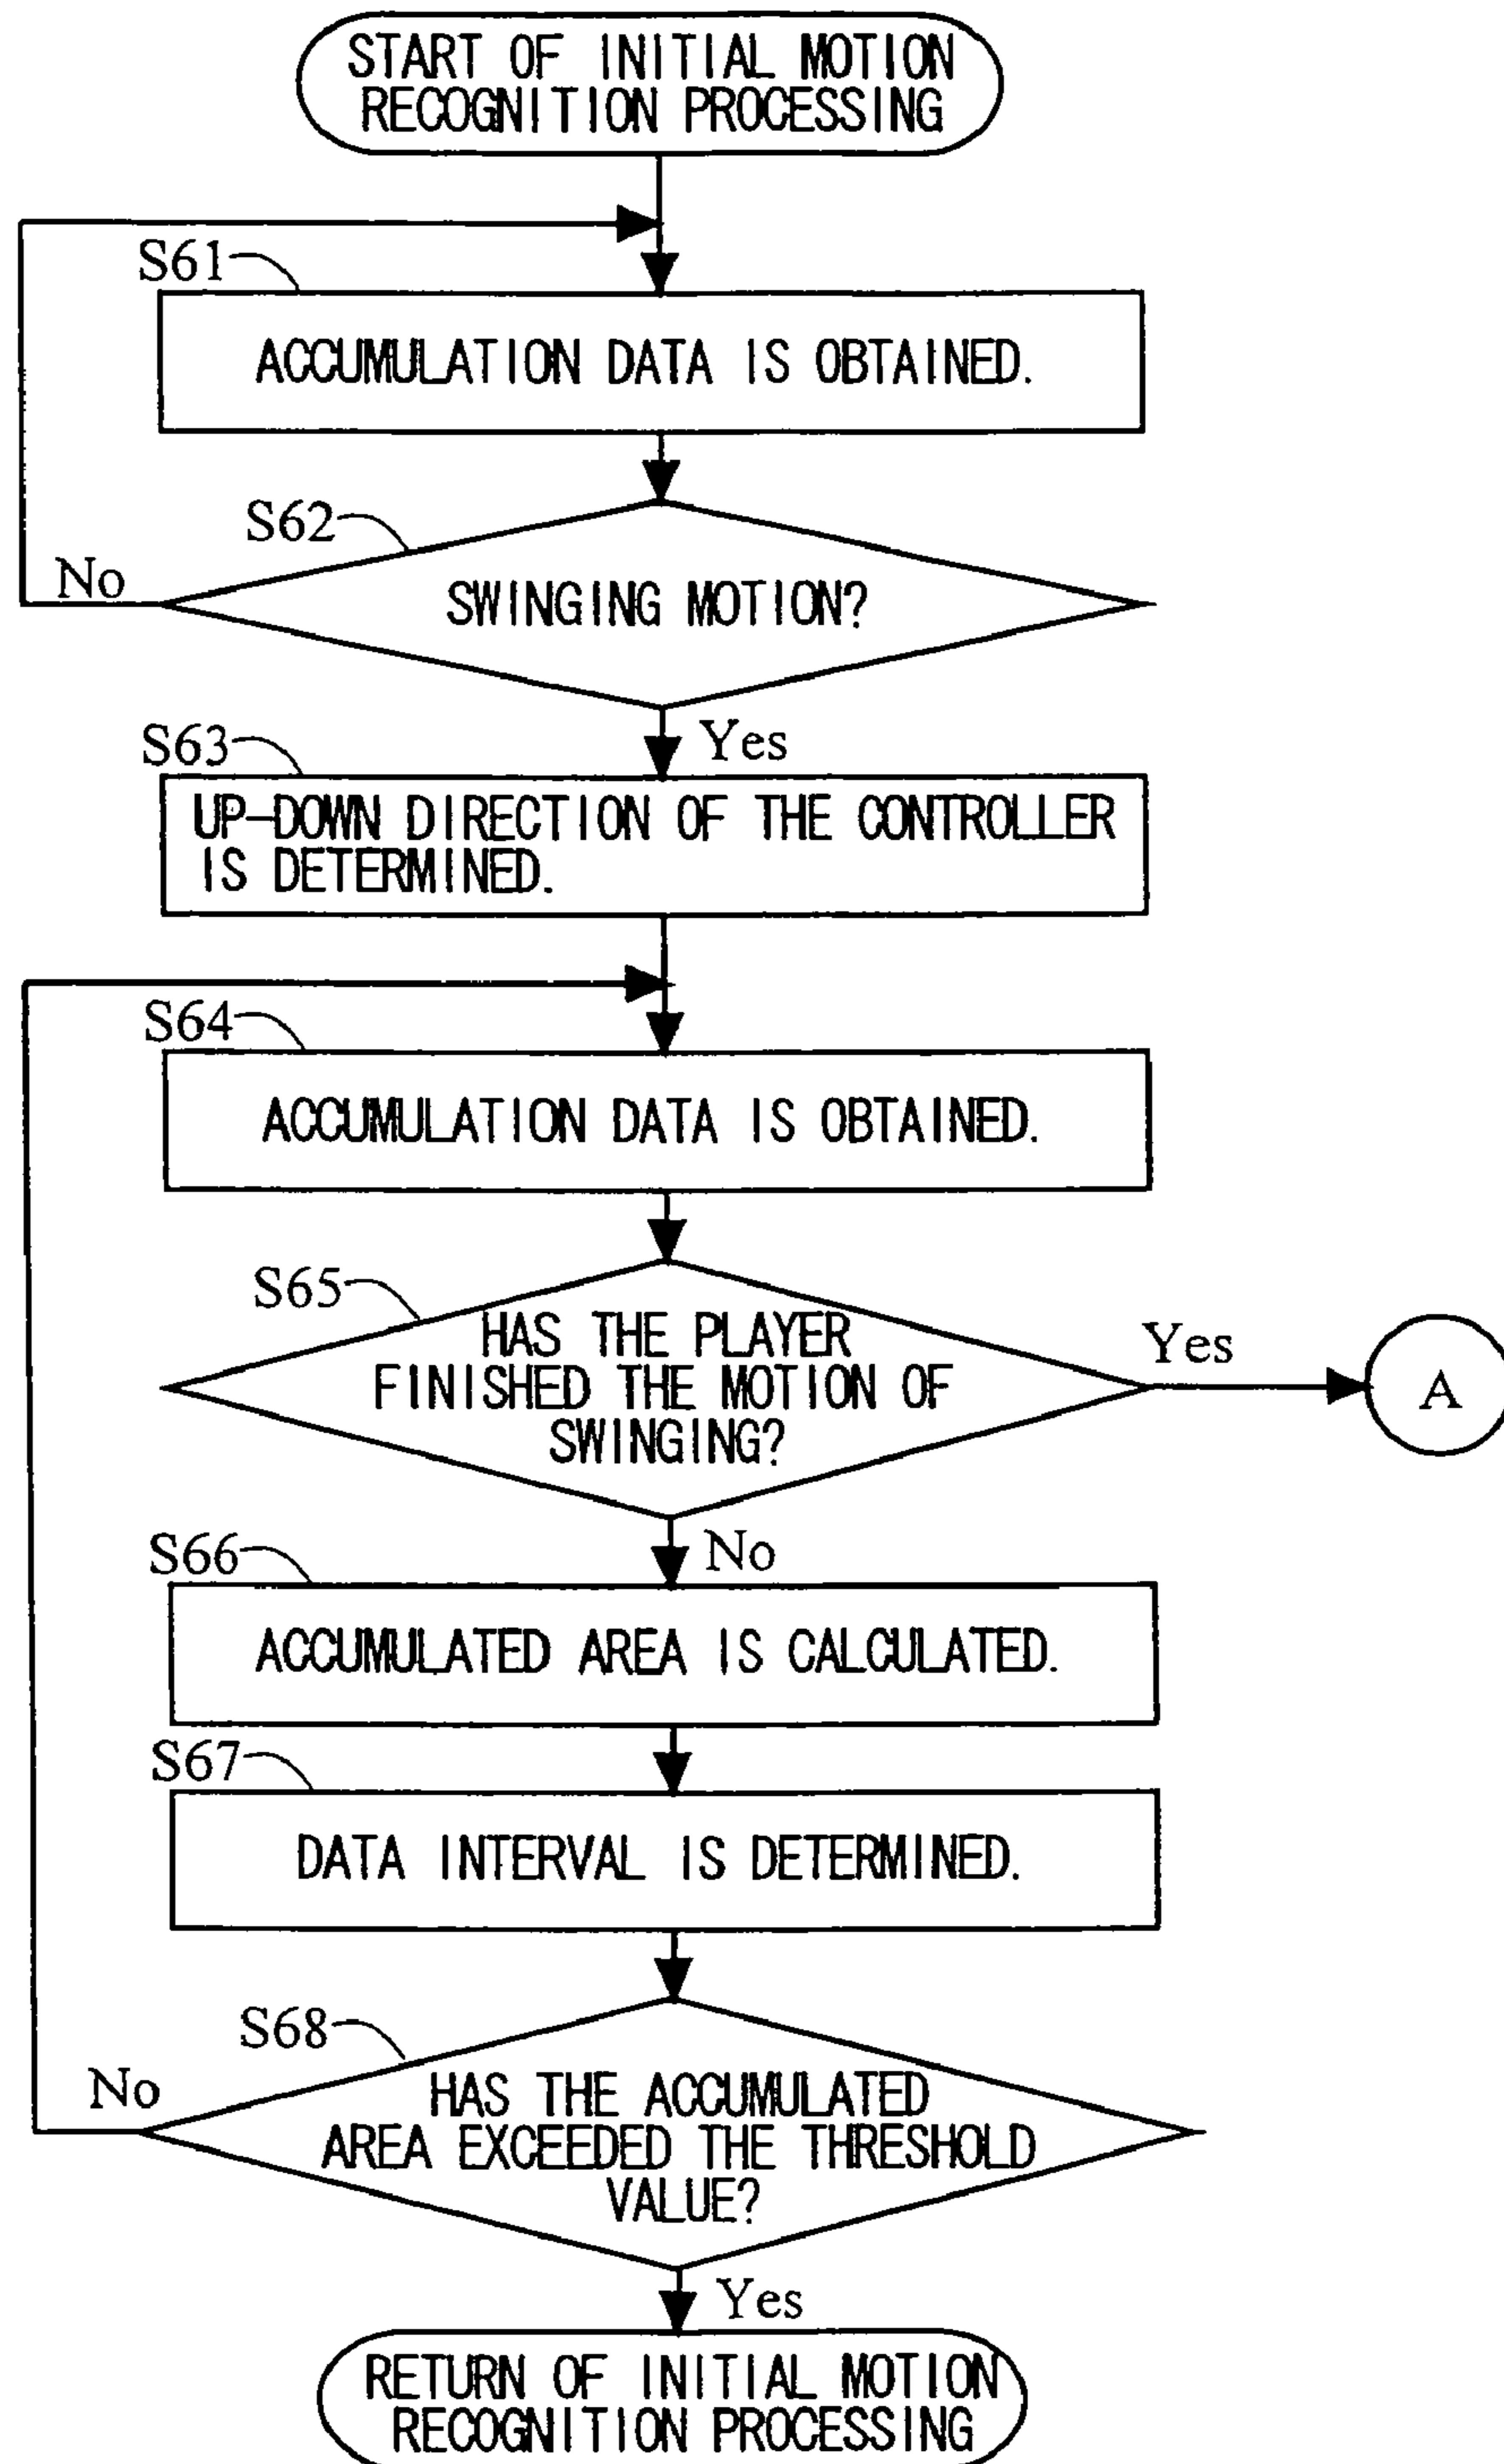 START OF INITIAL MOTION
RECOGNITION PROCESSING
S61
ACCUMULATION DATA IS OBTAINED.
S62
No
SWINGING MOTION?
Yes
S63
UP-DOWN DIRECTION OF THE CONTROLLER
IS DETERMINED.
S64
ACCUMULATION DATA IS OBTAINED.
S65
HAS THE PLAYER
FINISHED THE MOTION OF
SWINGING?
Yes
A
No
S66
ACCUMULATED AREA IS CALCULATED.
S67
DATA INTERVAL IS DETERMINED.
S68
No
HAS THE ACCUMULATED
AREA EXCEEDED THE THRESHOLD
VALUE?
Yes
RETURN OF INITIAL MOTION
RECOGNITION PROCESSING